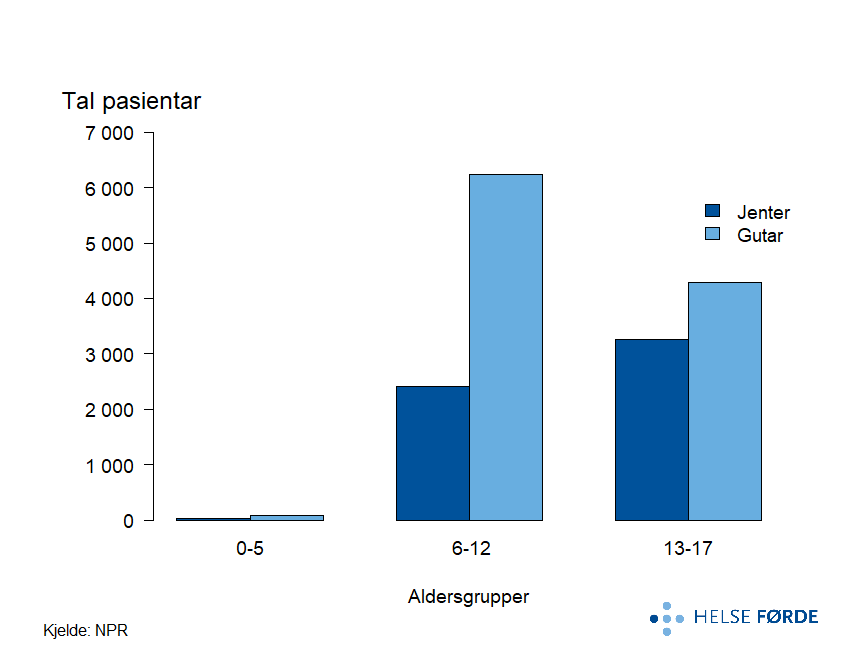 Tal pasientar
7 000
6 000
5 000
4 000
3 000
2 000
1 000
0
Jenter
Gutar
0-5
6-12
13-17
Aldersgrupper
Kjelde: NPR
HELSE FØRDE